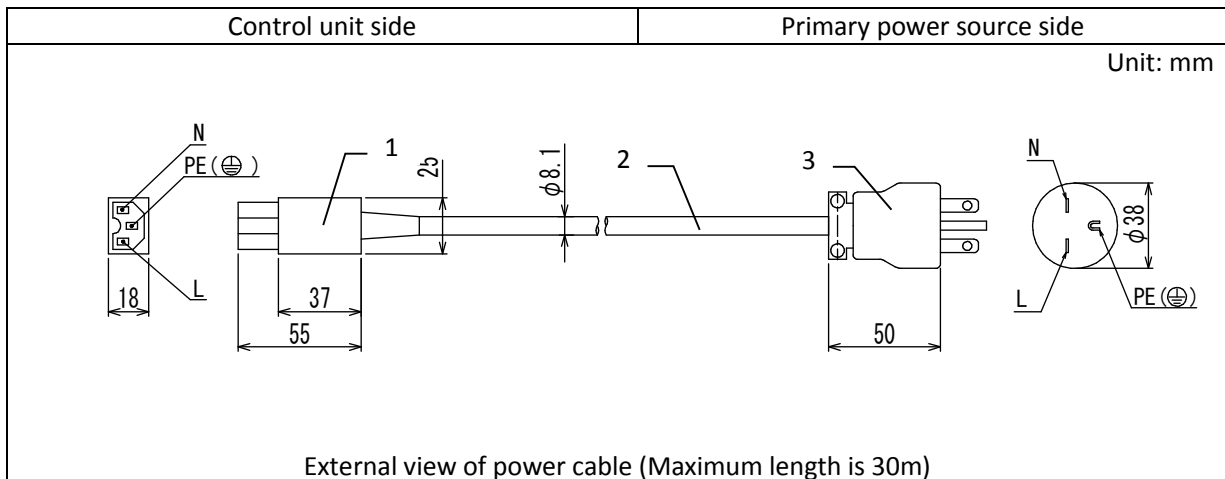 Control unit side
Primary power source side
Unit: mm
N
PE(⏚)
L
18
1
25
37
55
φ8.1
2
3
50
N
L
PE(⏚)
φ38
External view of power cable (Maximum length is 30m)